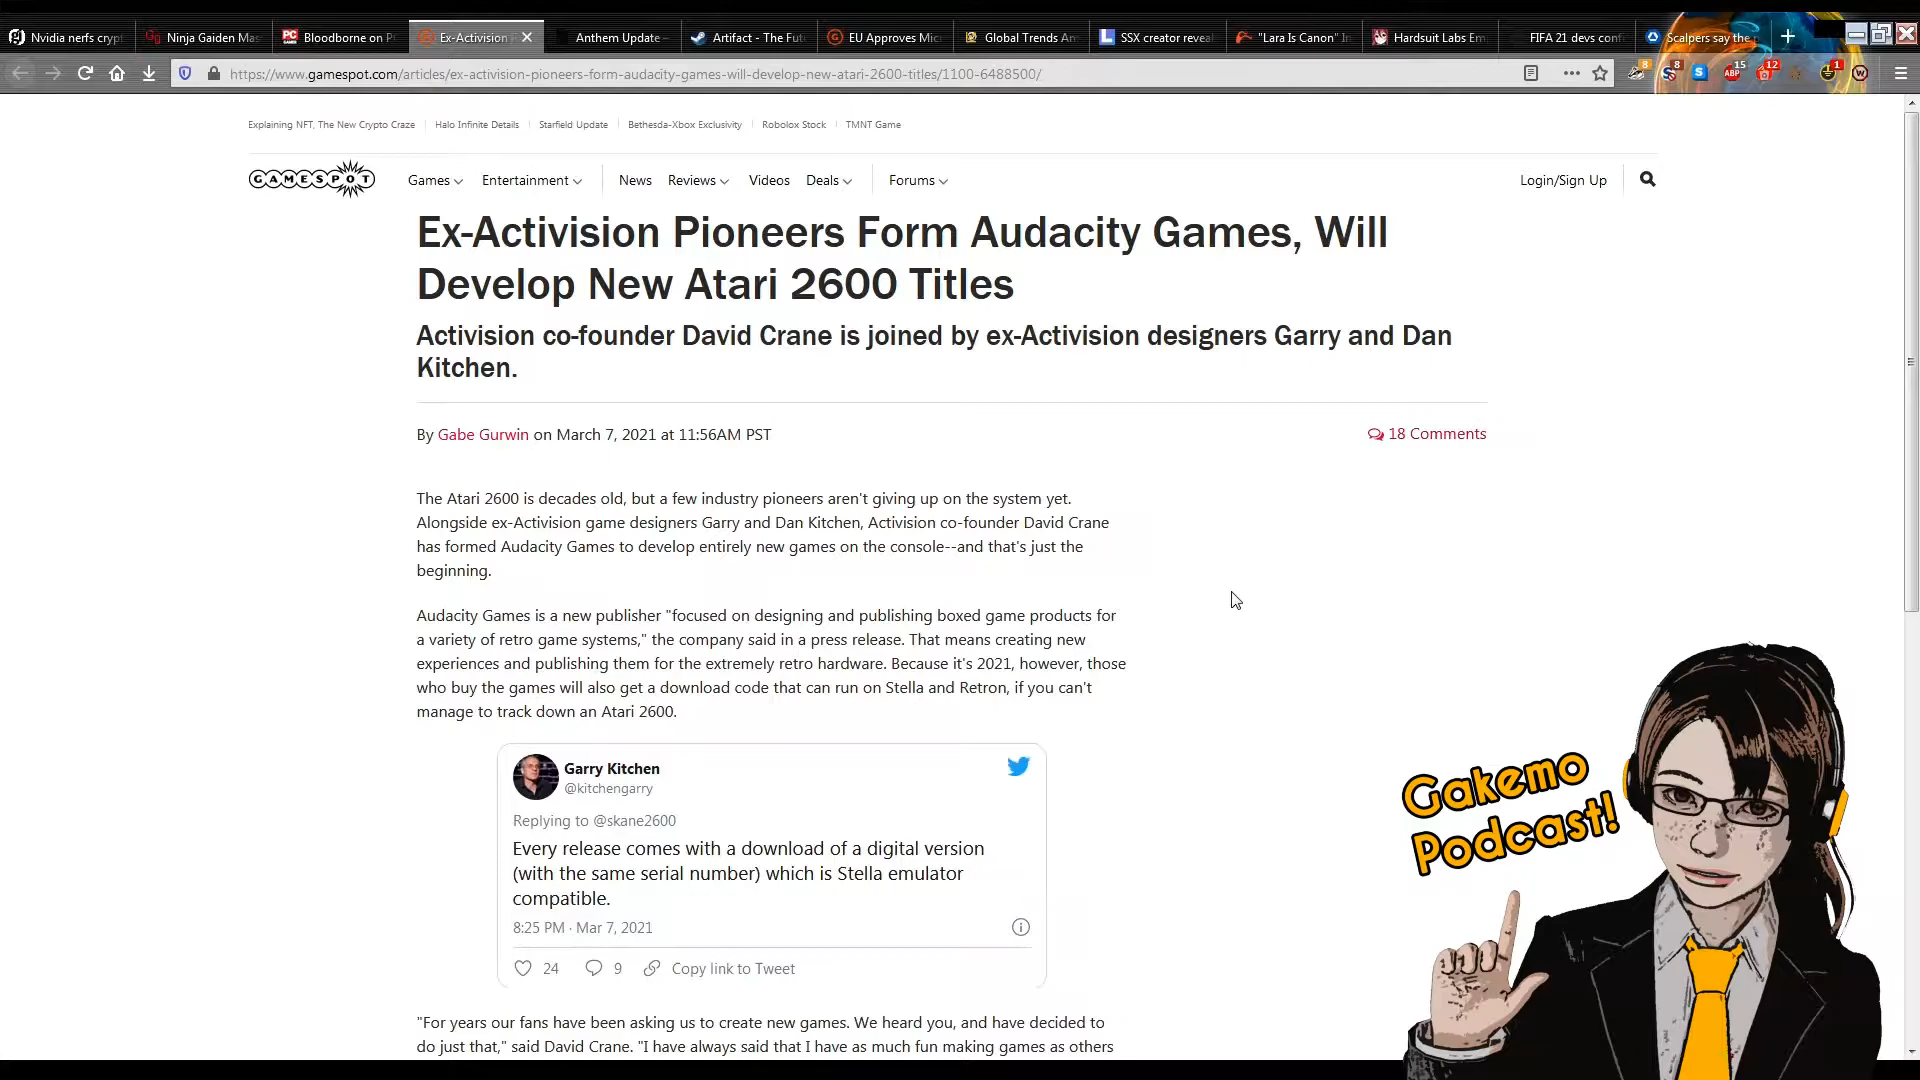 Nvidia nerfs crypt
Ninja Gaiden Mas
Bloodborne on P
Ex-Activision
Anthem Update –
Artifact - The Fut
EU Approves Mic
Global Trends An
SSX creator revea
"Lara Is Canon" In
Hardsuit Labs Em
FIFA 21 devs conf
Scalpers say the
https://www.gamespot.com/articles/ex-activision-pioneers-form-audacity-games-will-develop-new-atari-2600-titles/1100-6488500/
8
8
S
15
ABP
12
1
Explaining NFT, The New Crypto Craze
Halo Infinite Details
Starfield Update
Bethesda-Xbox Exclusivity
Robolox Stock
TMNT Game
GAMESPOT
Games
Entertainment
News
Reviews
Videos
Deals
Forums
Login/Sign Up
Ex-Activision Pioneers Form Audacity Games, Will
Develop New Atari 2600 Titles
Activision co-founder David Crane is joined by ex-Activision designers Garry and Dan
Kitchen.
By Gabe Gurwin on March 7, 2021 at 11:56AM PST
18 Comments
The Atari 2600 is decades old, but a few industry pioneers aren't giving up on the system yet.
Alongside ex-Activision game designers Garry and Dan Kitchen, Activision co-founder David Crane
has formed Audacity Games to develop entirely new games on the console--and that's just the
beginning.
Audacity Games is a new publisher "focused on designing and publishing boxed game products for
a variety of retro game systems," the company said in a press release. That means creating new
experiences and publishing them for the extremely retro hardware. Because it's 2021, however, those
who buy the games will also get a download code that can run on Stella and Retron, if you can't
manage to track down an Atari 2600.
Garry Kitchen
@kitchengarry
Replying to @skane2600
Every release comes with a download of a digital version
(with the same serial number) which is Stella emulator
compatible.
8:25 PM · Mar 7, 2021
24
9
Copy link to Tweet
"For years our fans have been asking us to create new games. We heard you, and have decided to
do just that," said David Crane. "I have always said that I have as much fun making games as others
Gakemo
Podcast!